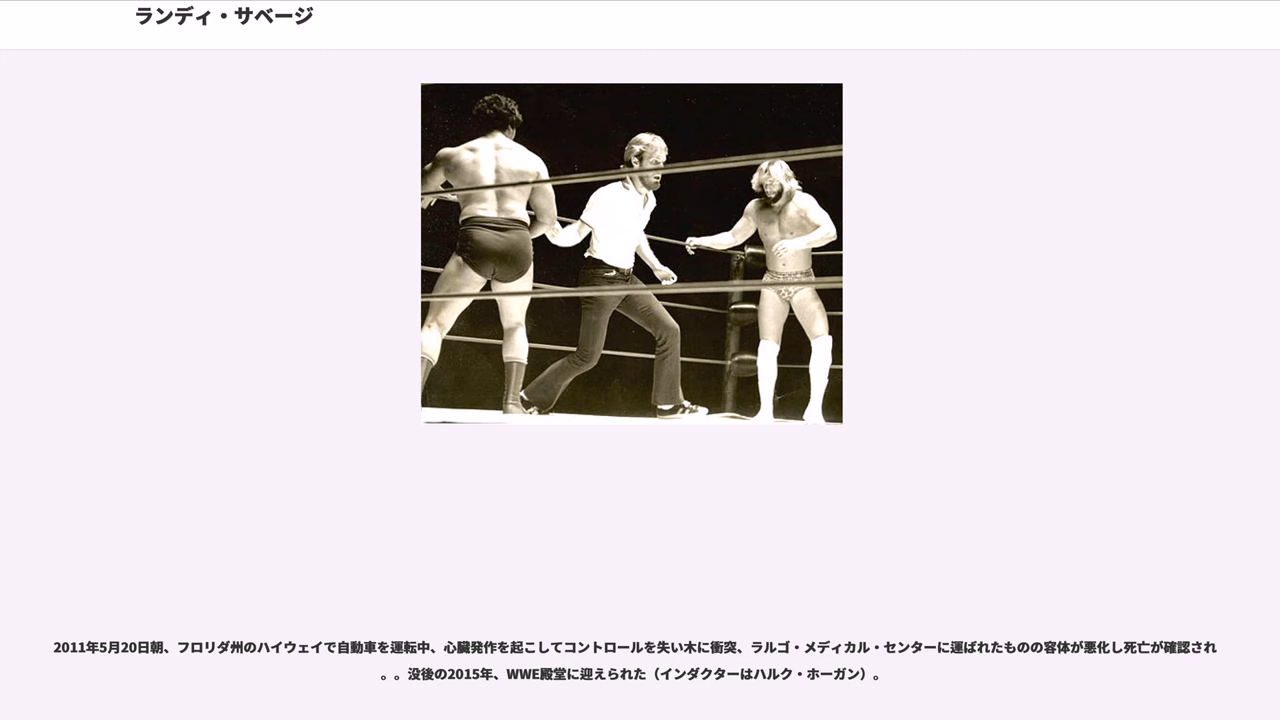 ランディ・サベージ
2011年5月20日朝、フロリダ州のハイウェイで自動車を運転中、心臓発作を起こしてコントロールを失い木に衝突、ラルゴ・メディカル・センターに運ばれたものの容体が悪化し死亡が確認され
。。没後の2015年、WWE殿堂に迎えられた（インダクターはハルク・ホーガン）。